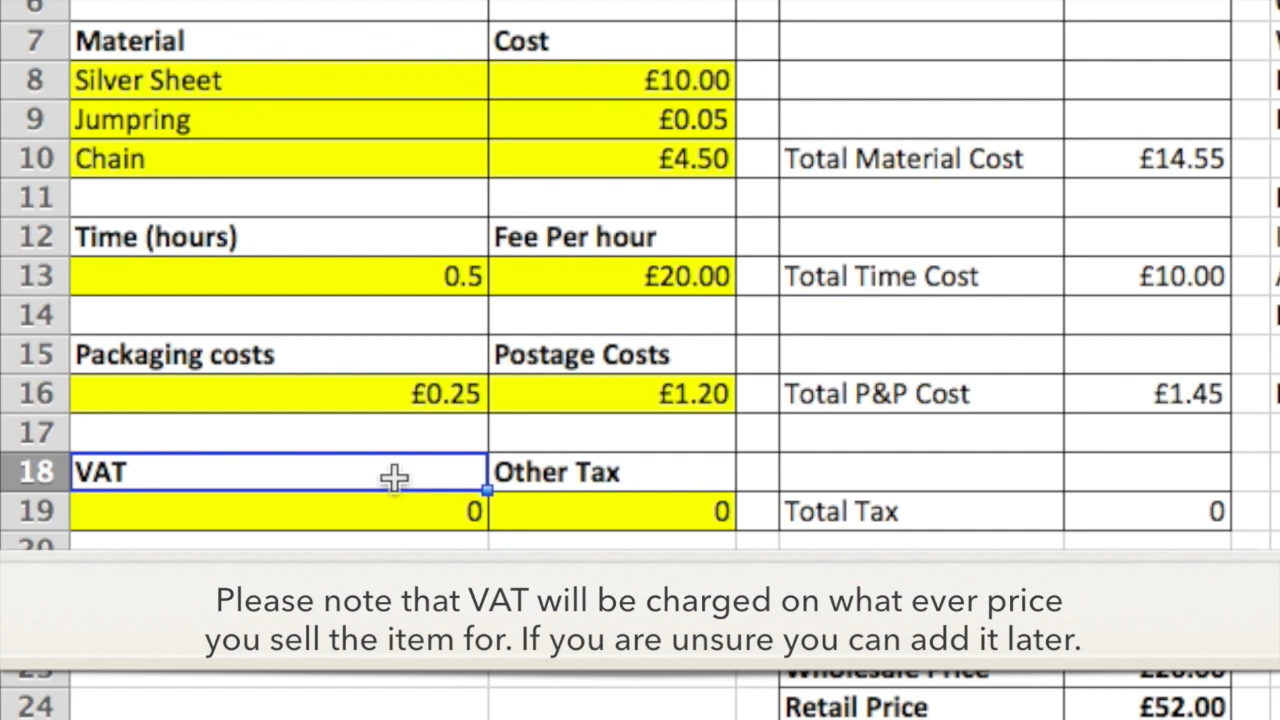 6
7 Material Cost
8 Silver Sheet £10.00
9 Jumpring £0.05
10 Chain £4.50 Total Material Cost £14.55
11
12 Time (hours) Fee Per hour
13 0.5 £20.00 Total Time Cost £10.00
14
15 Packaging costs Postage Costs
16 £0.25 £1.20 Total P&P Cost £1.45
17
18 VAT Other Tax
19 0 0 Total Tax 0
20
Please note that VAT will be charged on what ever price
you sell the item for. If you are unsure you can add it later.
Wholesale Price
24 Retail Price £52.00